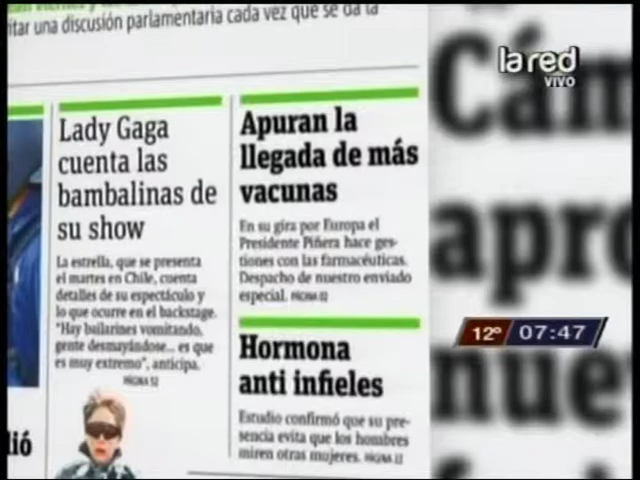 itar una discusión parlamentaria cada vez que se da la
la red
VIVO
Lady Gaga
cuenta las
bambalinas de
su show
La estrella, que se presenta
el martes en Chile, cuenta
detalles de su espectáculo y
lo que ocurre en el backstage.
"Hay bailarines vomitando,
gente desmayándose... es que
es muy extremo", anticipa.
PÁGINA 52
Apuran la
llegada de más
vacunas
En su gira por Europa el
Presidente Piñera hace ges-
tiones con las farmacéuticas.
Despacho de nuestro enviado
especial. PÁGINA
Hormona
anti infieles
Estudio confirmó que su pre-
sencia evita que los hombres
miren otras mujeres. PÁGINA
Cám
apro
nue
12° 07:47
ió